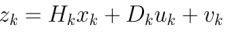 z_k = H_k x_k + D_k u_k + v_k